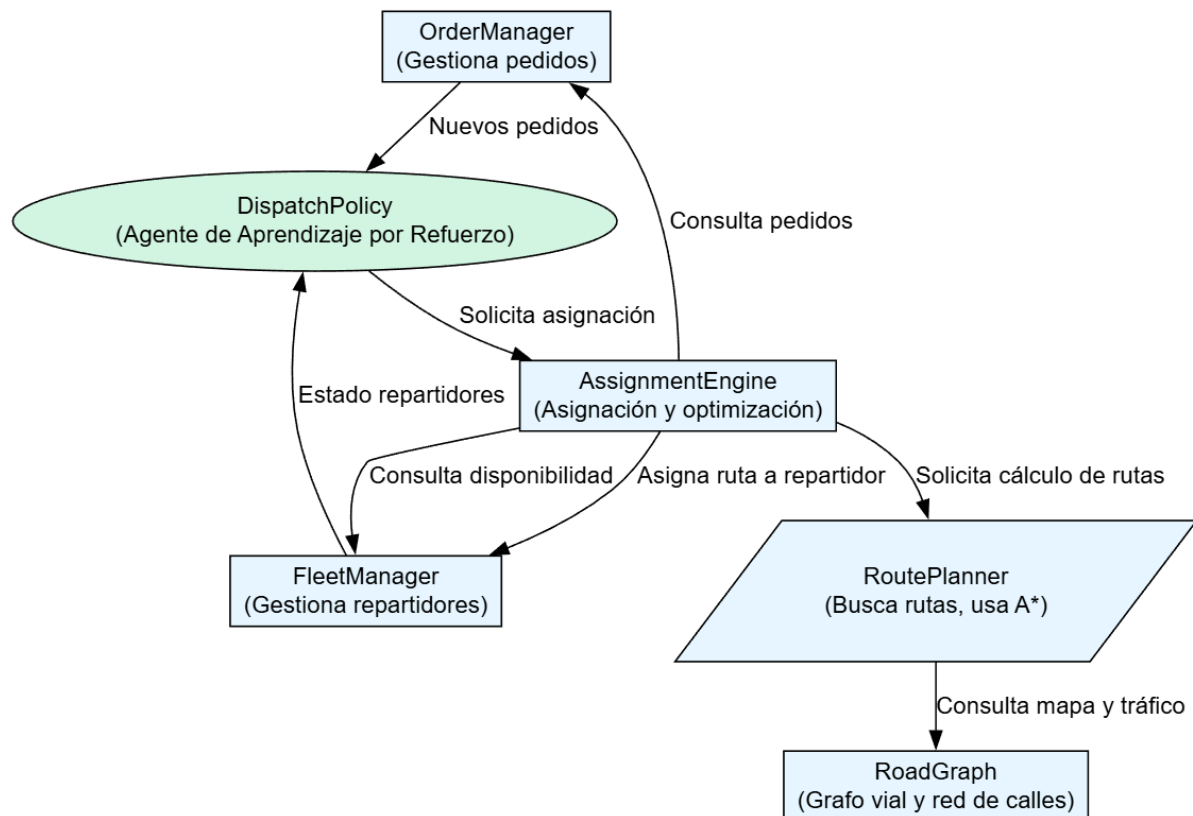 OrderManager
(Gestiona pedidos)
Nuevos pedidos
DispatchPolicy
(Agente de Aprendizaje por Refuerzo)
Consulta pedidos
Solicita asignación
AssignmentEngine
(Asignación y optimización)
Estado repartidores
Consulta disponibilidad
Asigna ruta a repartidor
Solicita cálculo de rutas
FleetManager
(Gestiona repartidores)
RoutePlanner
(Busca rutas, usa A*)
Consulta mapa y tráfico
RoadGraph
(Grafo vial y red de calles)